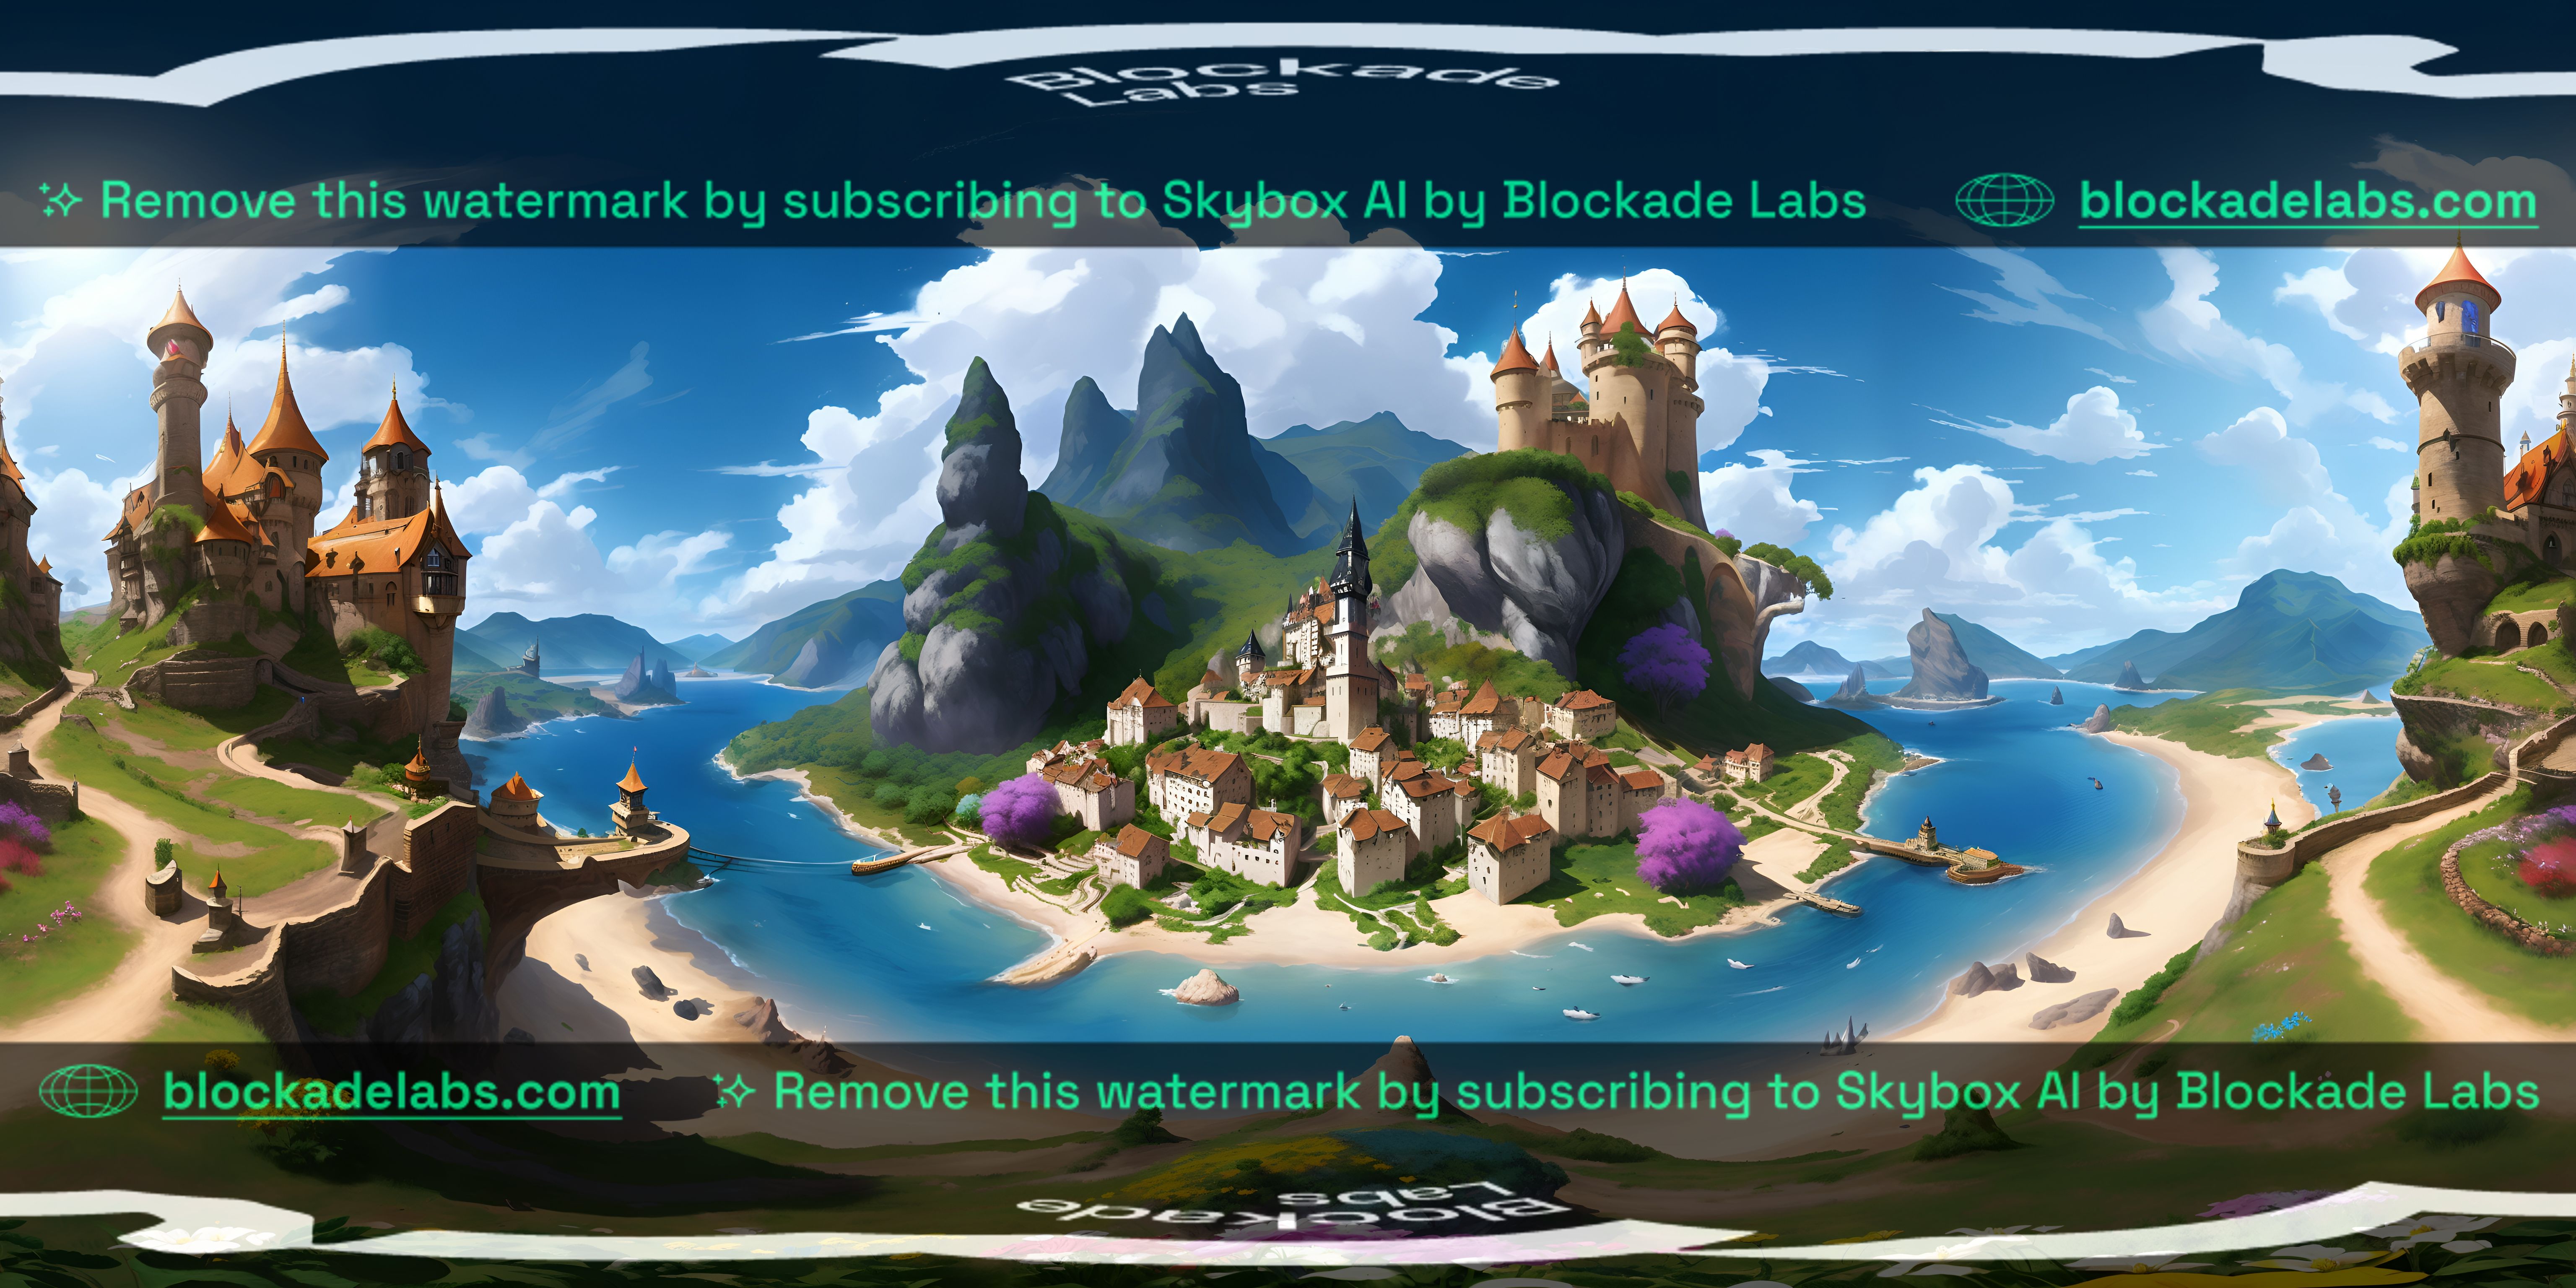 Blockade
Labs
Remove this watermark by subscribing to Skybox AI by Blockade Labs
blockadelabs.com
blockadelabs.com
Remove this watermark by subscribing to Skybox AI by Blockade Labs
Labs
Blockade